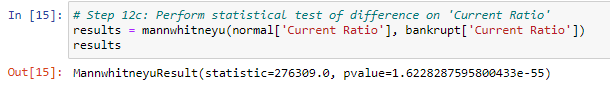 In [15]: # Step 12c: Perform statistical test of difference on 'Current Ratio'
results = mannwhitneyu(normal['Current Ratio'], bankrupt['Current Ratio'])
results
Out[15]: MannwhitneyuResult(statistic=276309.0, pvalue=1.6228287595800433e-55)